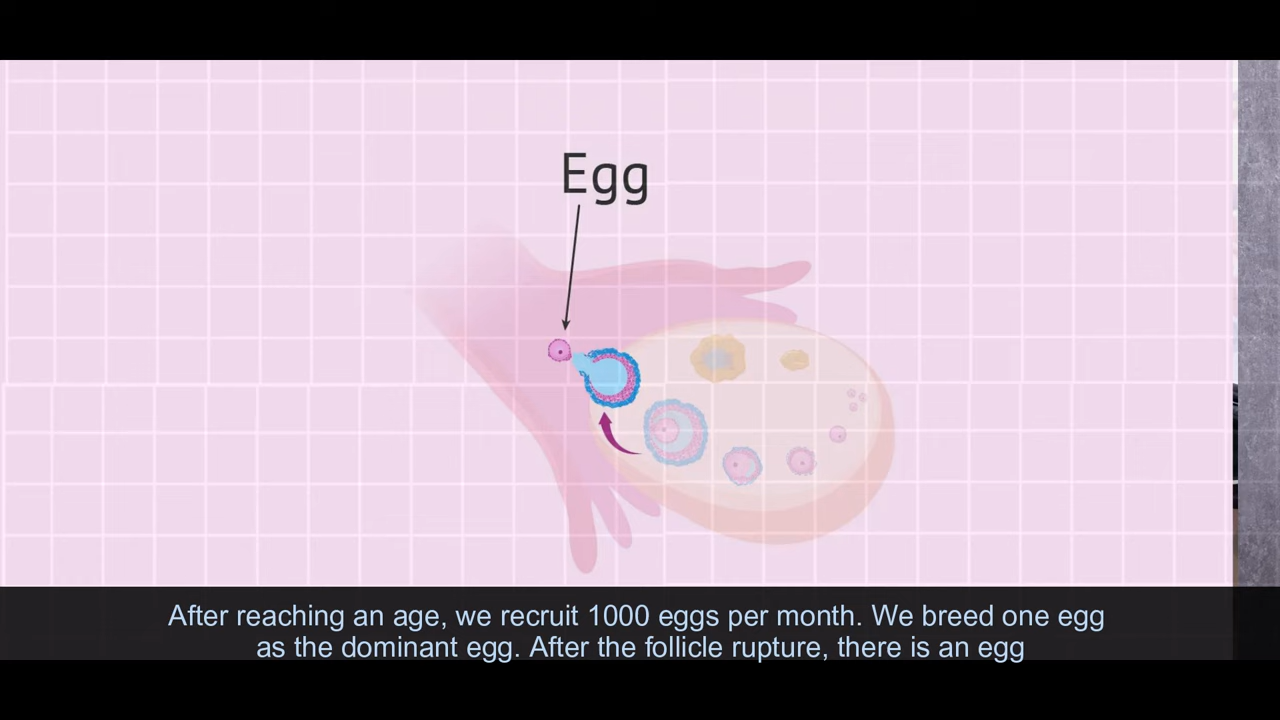 Egg
After reaching an age, we recruit 1000 eggs per month. We breed one egg
as the dominant egg. After the follicle rupture, there is an egg